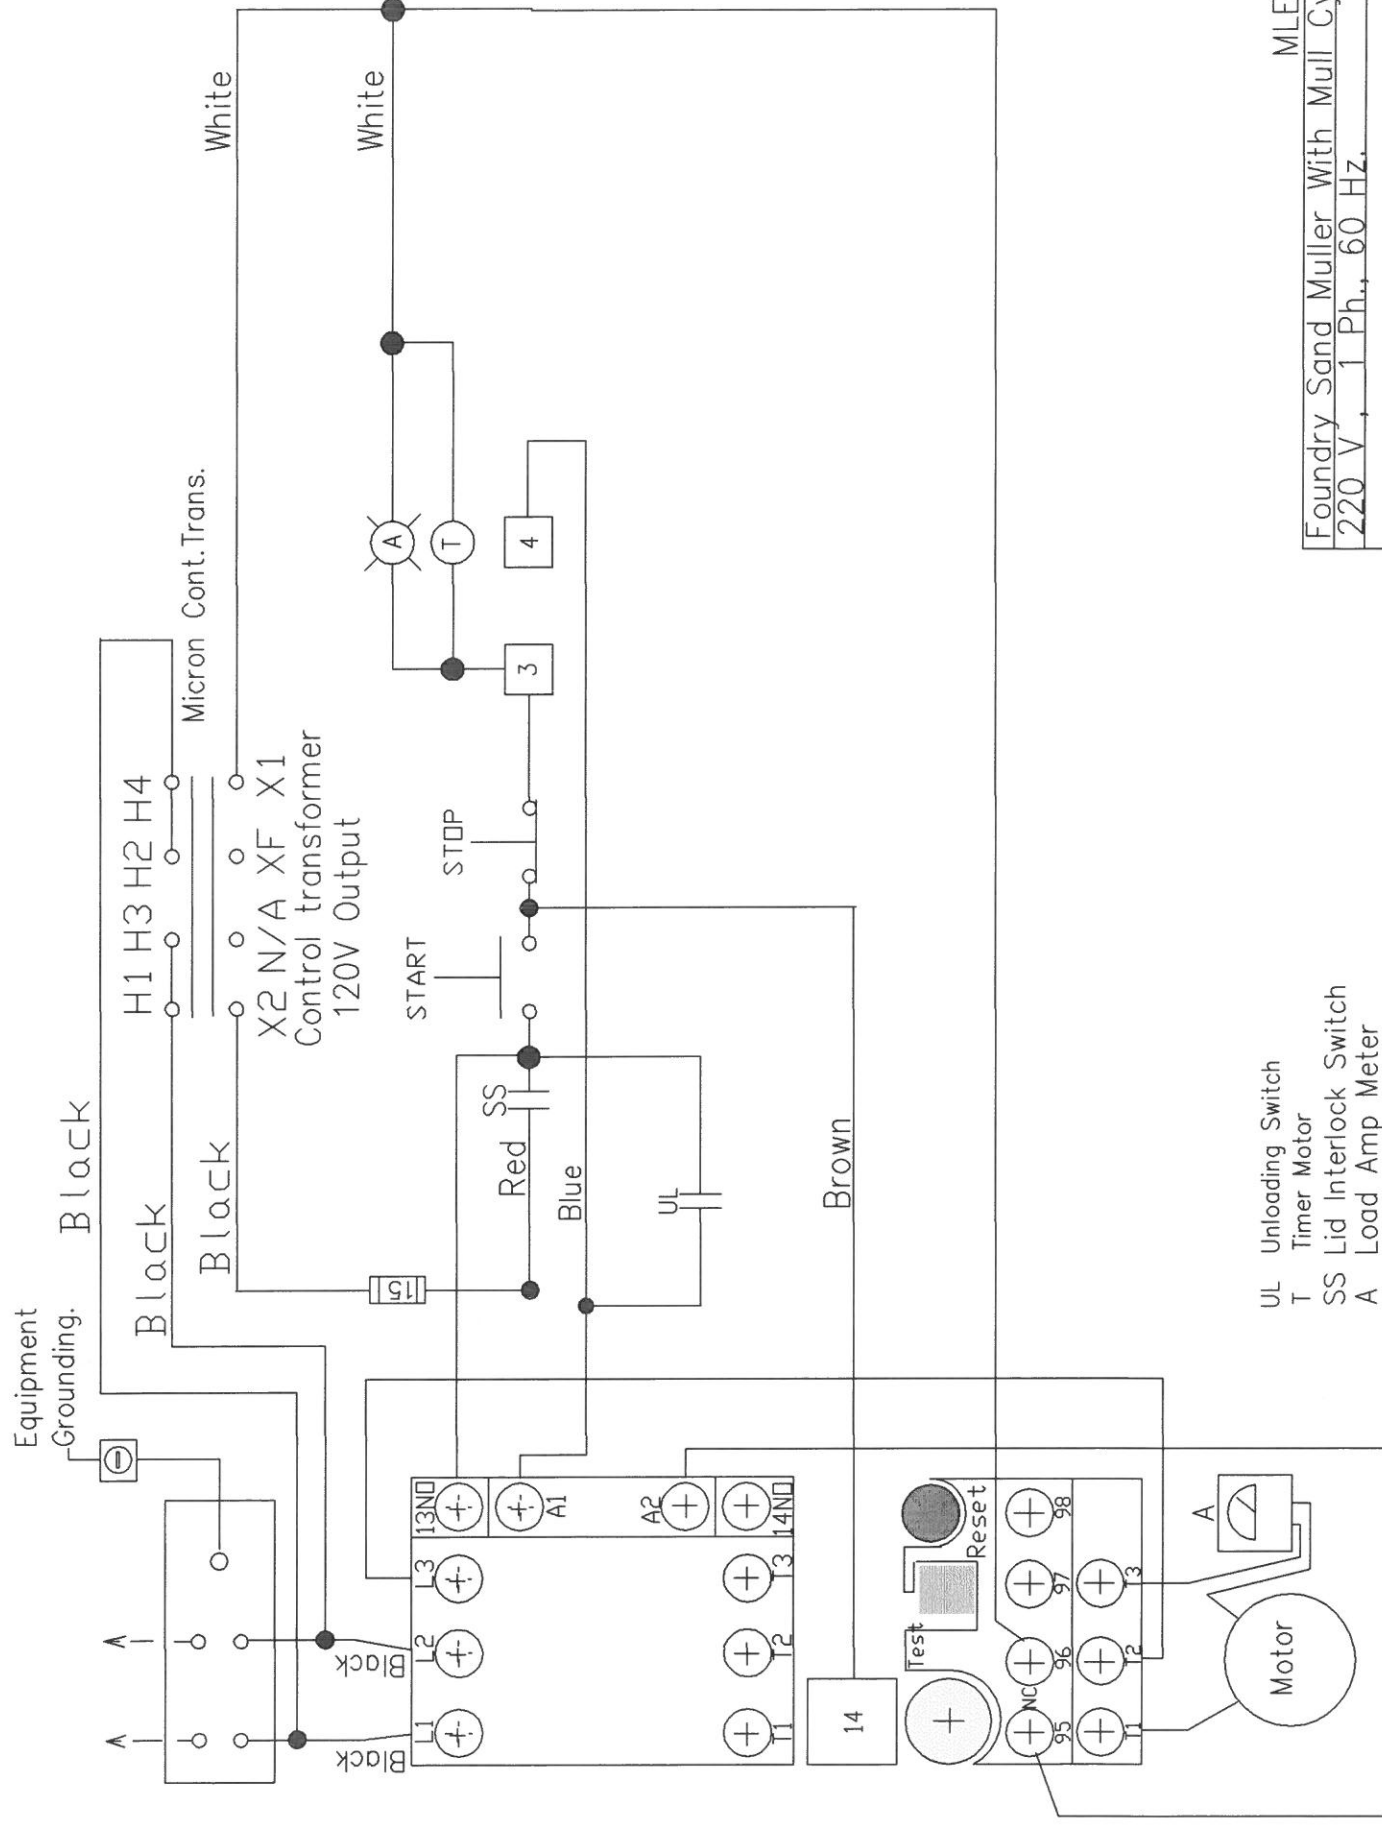 Equipment
Grounding.
Black
Black
Black
White
White
H1 H3 H2 H4
Micron Cont.Trans.
X2 N/A XF X1
Control transformer
120V Output
15
START
STOP
SS
Red
Blue
UL
Brown
A
T
3
4
Black
Black
L1
L2
L3
13NO
A1
A2
14NO
T1
T2
T3
14
Test
Reset
NC
95
96
97
98
T1
T2
T3
A
Motor
UL Unloading Switch
T Timer Motor
SS Lid Interlock Switch
A Load Amp Meter
Foundry Sand Muller With Mull
220 V , 1 Ph., 60 Hz.